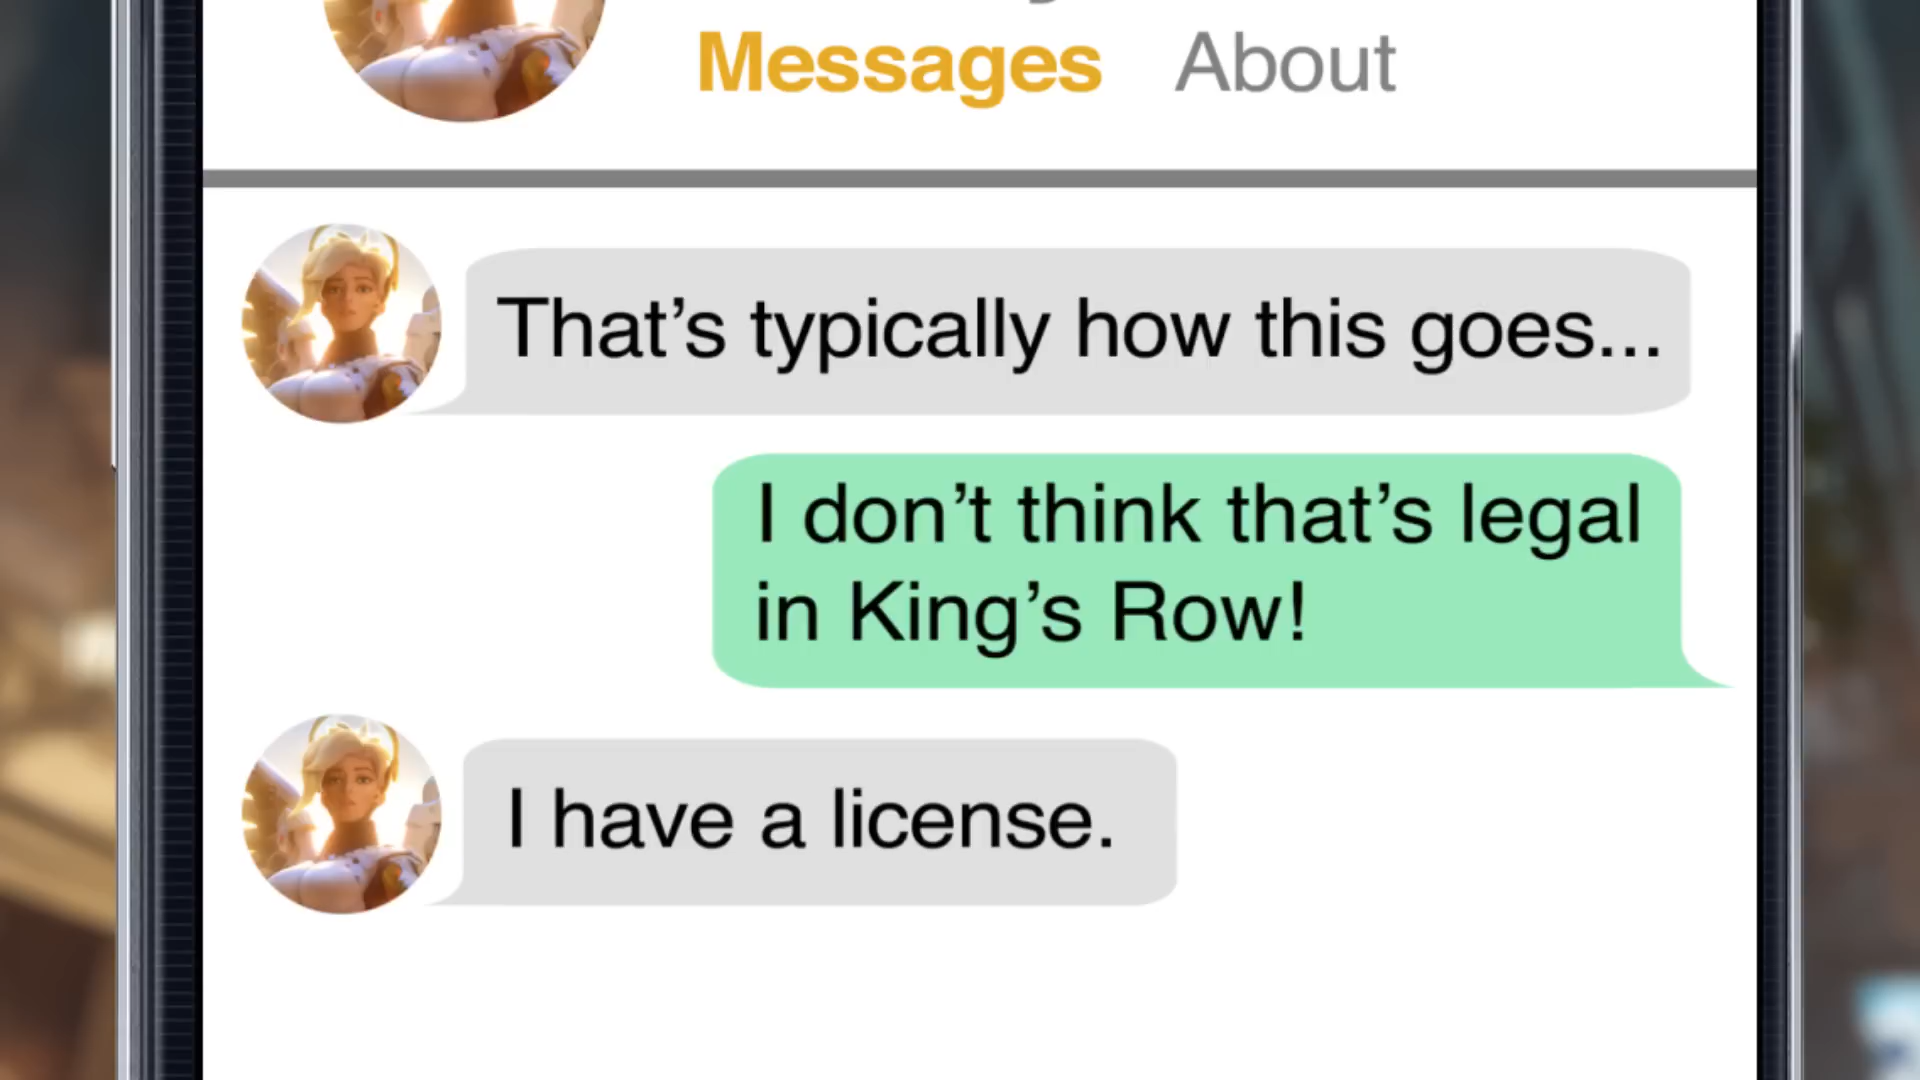 Messages About
That’s typically how this goes...
I don’t think that’s legal
in King’s Row!
I have a license.